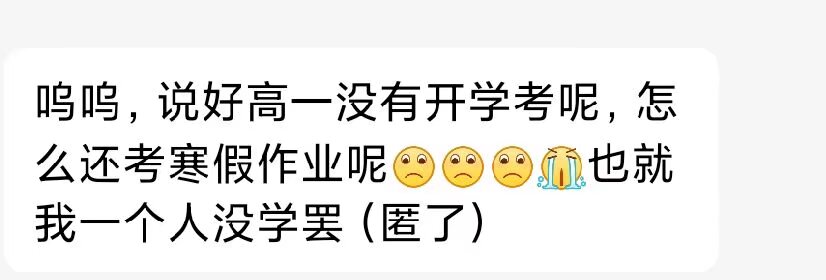 呜呜，说好高一没有开学考呢，怎
么还考寒假作业呢☹️☹️☹️😭也就
我一个人没学罢（匿了）